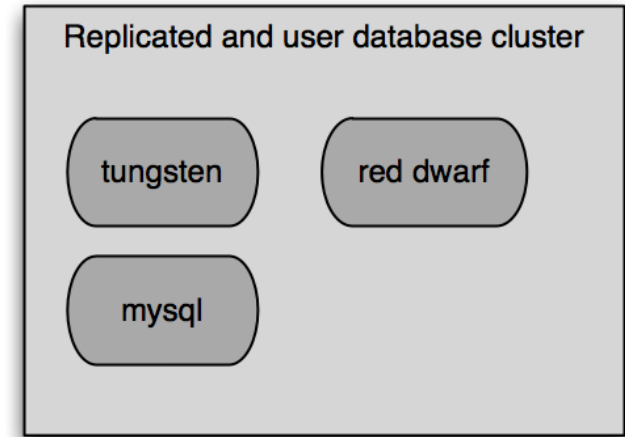 Replicated and user database cluster
tungsten
red dwarf
mysql